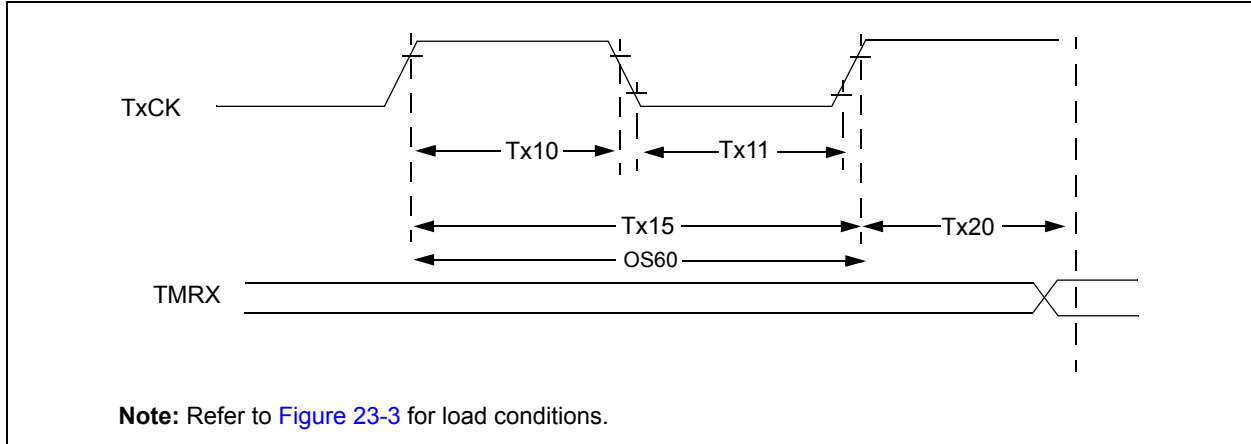 TxCK
Tx10
Tx11
Tx15
Tx20
OS60
TMRX
Note: Refer to Figure 23-3 for load conditions.